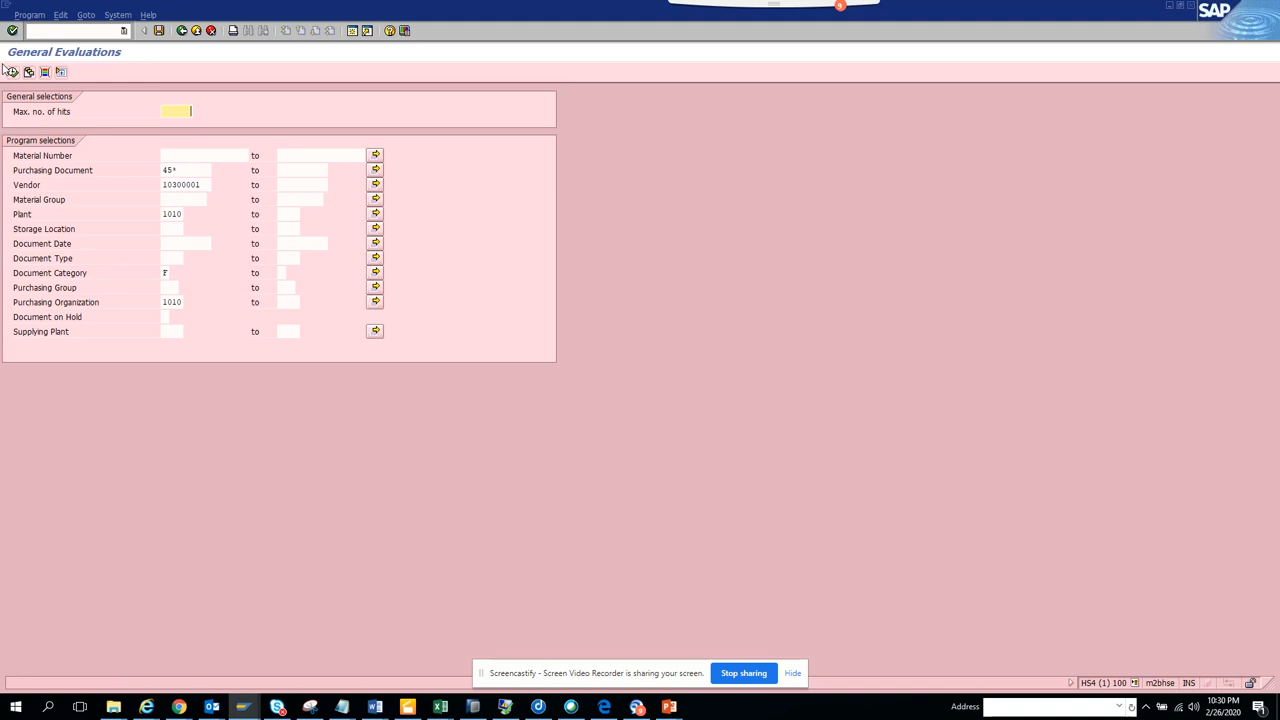 Program Edit Goto System Help
SAP
9
General Evaluations
General selections
Max. no. of hits
Program selections
Material Number to
Purchasing Document 45* to
Vendor 10300001 to
Material Group to
Plant 1010 to
Storage Location to
Document Date to
Document Type to
Document Category F to
Purchasing Group to
Purchasing Organization 1010 to
Document on Hold
Supplying Plant to
Screencastify - Screen Video Recorder is sharing your screen. Stop sharing Hide
HS4 (1) 100 m2bhse INS
Address
10:30 PM
2/26/2020